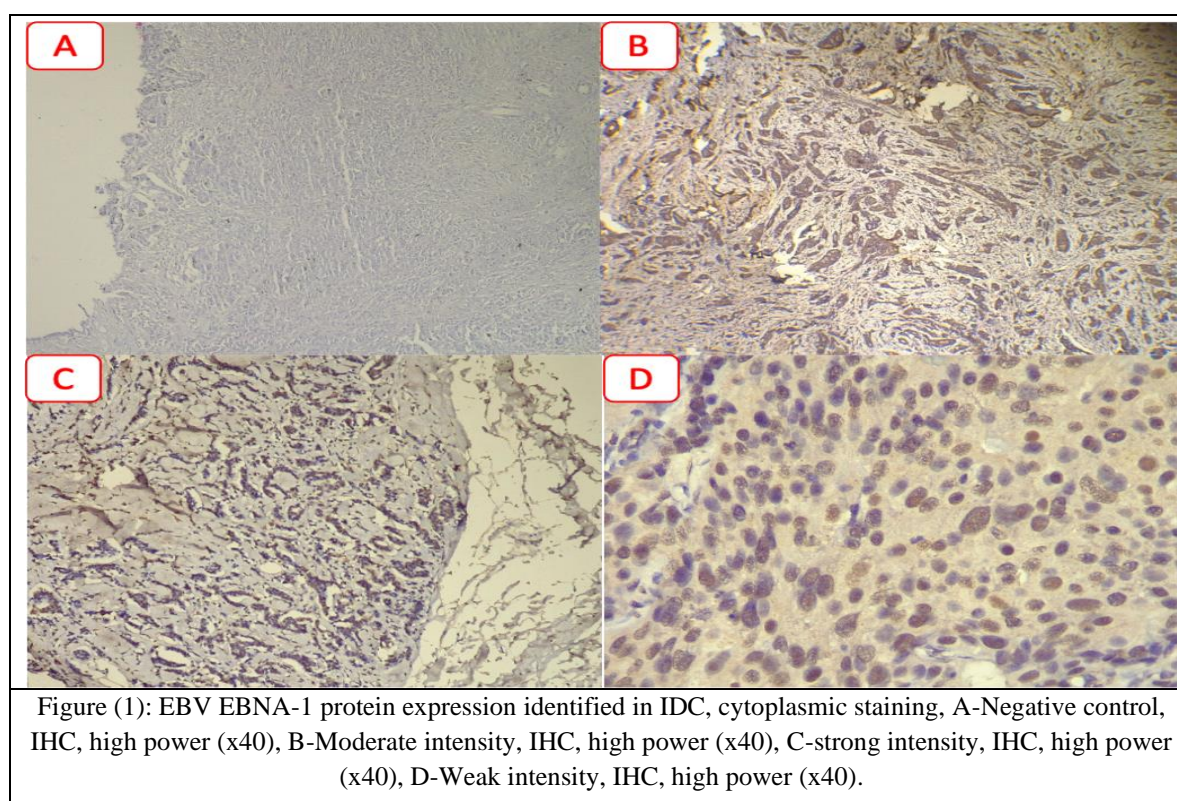 A
B
C
D
Figure (1): EBV EBNA-1 protein expression identified in IDC, cytoplasmic staining, A-Negative control,
IHC, high power (x40), B-Moderate intensity, IHC, high power (x40), C-strong intensity, IHC, high power
(x40), D-Weak intensity, IHC, high power (x40).